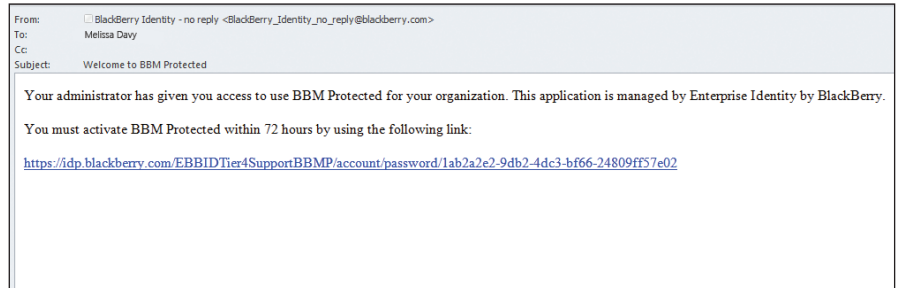 From: BlackBerry Identity - no reply <BlackBerry_Identity_no_reply@blackberry.com>
To: Melissa Davy
Cc:
Subject: Welcome to BBM Protected
Your administrator has given you access to use BBM Protected for your organization. This application is managed by Enterprise Identity by BlackBerry.
You must activate BBM Protected within 72 hours by using the following link:
https://idp.blackberry.com/EBBIDTier4SupportBBMP/account/password/1ab2a2e2-9db2-4dc3-bf66-24809ff57e02